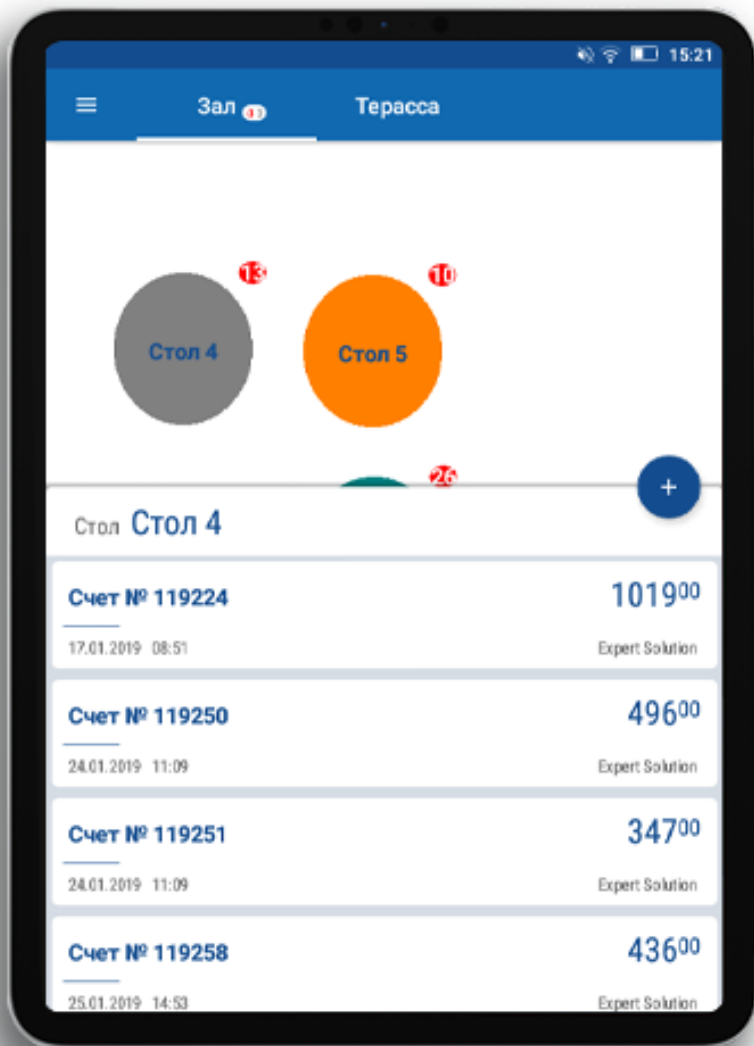 15:21
Зал
Терасса
13
10
Стол 4
Стол 5
26
+
Стол Стол 4
Счет № 119224
1019⁰⁰
17.01.2019 08:51
Expert Solution
Счет № 119250
496⁰⁰
24.01.2019 11:09
Expert Solution
Счет № 119251
347⁰⁰
24.01.2019 11:09
Expert Solution
Счет № 119258
436⁰⁰
25.01.2019 14:53
Expert Solution